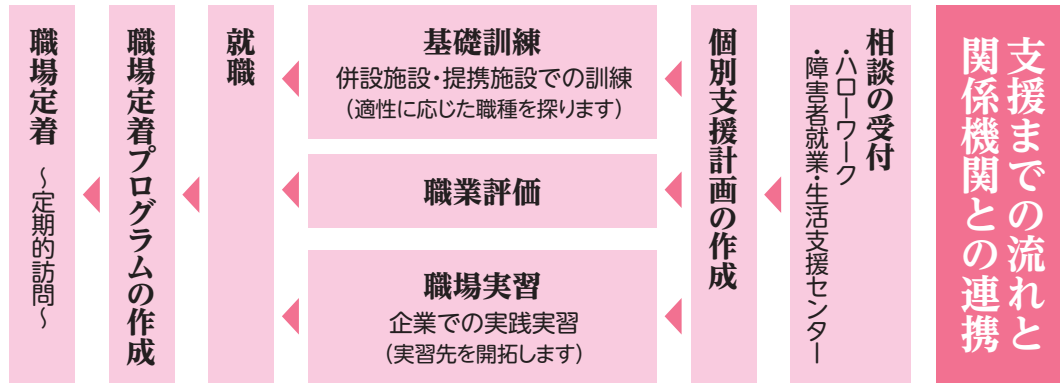 支援までの流れと
関係機関との連携
相談の受付
・ハローワーク
・障害者就業・生活支援センター
個別支援計画の作成
基礎訓練
併設施設・提携施設での訓練
（適性に応じた職種を探ります）
職業評価
職場実習
企業での実践実習
（実習先を開拓します）
就職
職場定着プログラムの作成
職場定着 〜定期的訪問〜